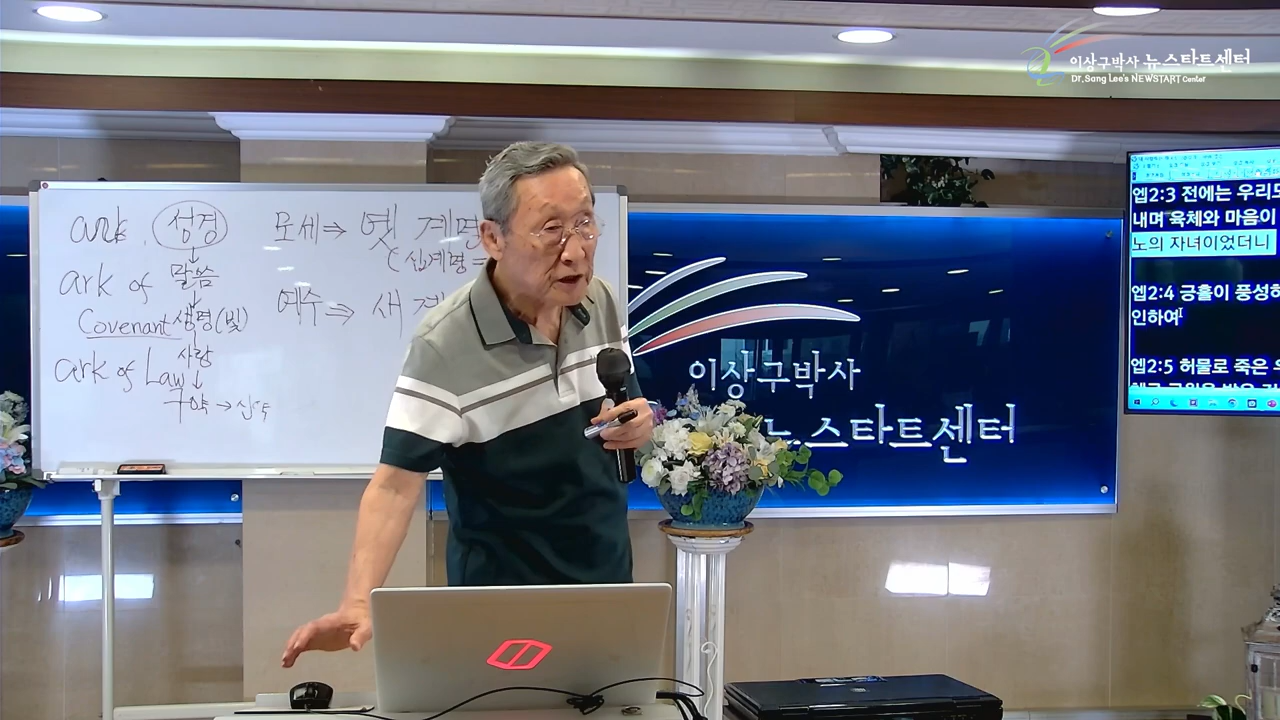 이상구박사 뉴스타트센터
Dr. Sang Lee's NEWSTART Center
ark. 성경
ark of 말씀
Covenant 생명(빛)
사랑
ark of Law
구약 →
모세⇒ 옛 계명
(십계명 =
예수⇒ 새 계
이상구박사
뉴스타트센터
엡2:3 전에는 우리도
내며 육체와 마음이
노의 자녀이었더니
엡2:4 긍휼이 풍성하
인하여
엡2:5 허물로 죽은 우